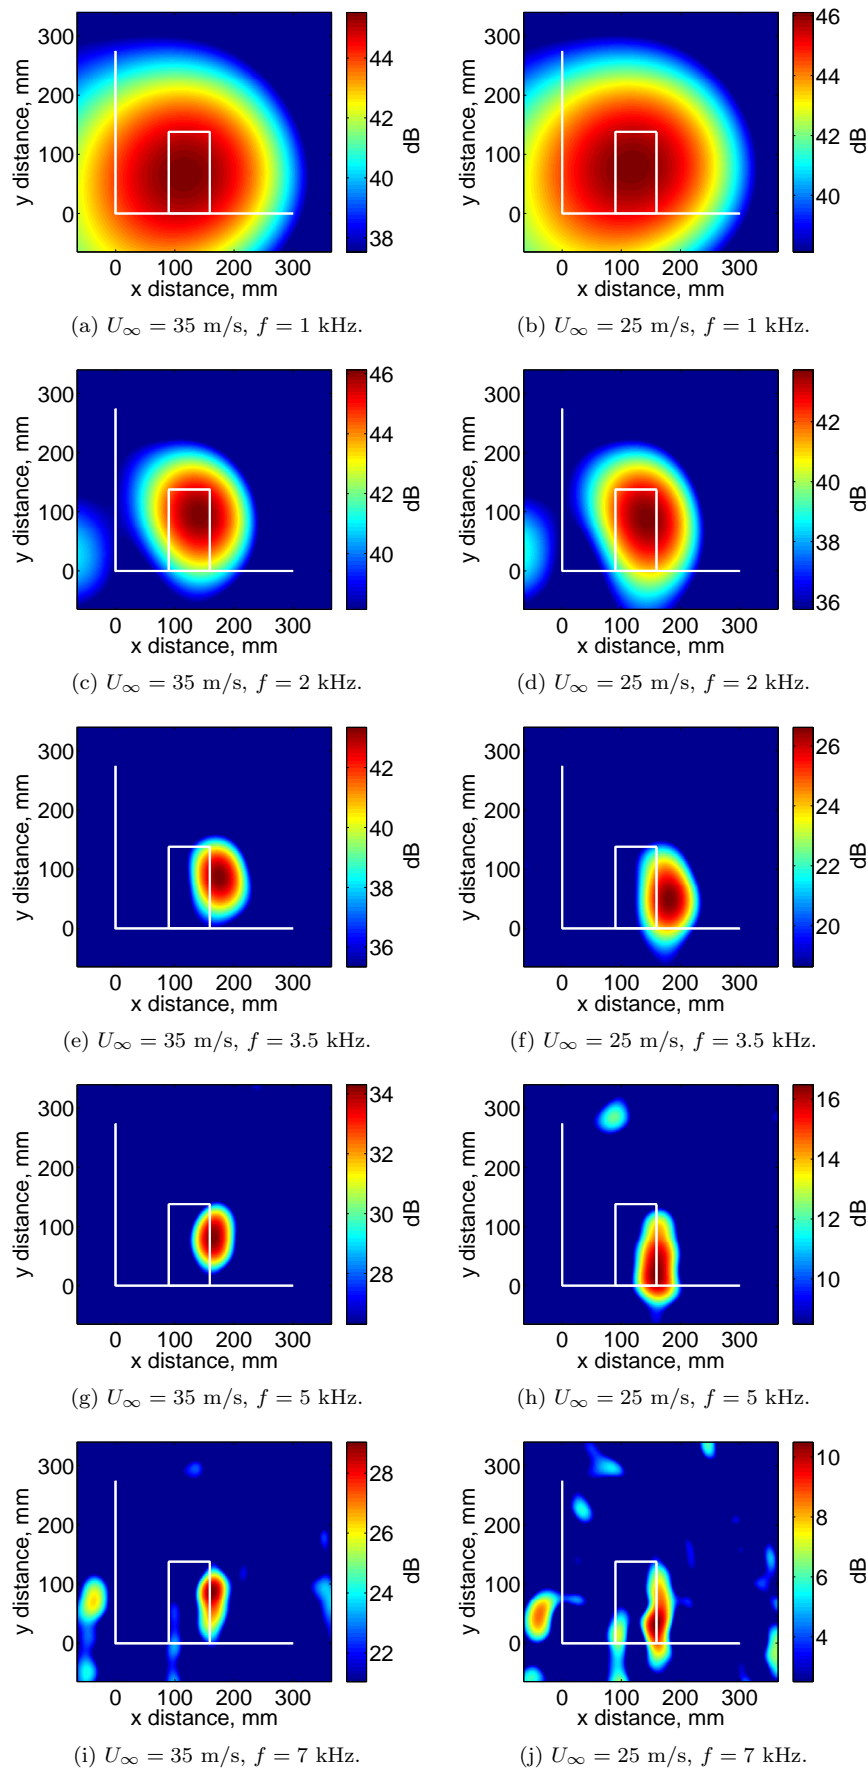 300
200
100
0
y distance, mm
0 100 200 300
x distance, mm
44
42
40
38
dB
(a) U∞ = 35 m/s, f = 1 kHz.
300
200
100
0
y distance, mm
0 100 200 300
x distance, mm
46
44
42
40
dB
(b) U∞ = 25 m/s, f = 1 kHz.
300
200
100
0
y distance, mm
0 100 200 300
x distance, mm
46
44
42
40
dB
(c) U∞ = 35 m/s, f = 2 kHz.
300
200
100
0
y distance, mm
0 100 200 300
x distance, mm
42
40
38
36
dB
(d) U∞ = 25 m/s, f = 2 kHz.
300
200
100
0
y distance, mm
0 100 200 300
x distance, mm
42
40
38
36
dB
(e) U∞ = 35 m/s, f = 3.5 kHz.
300
200
100
0
y distance, mm
0 100 200 300
x distance, mm
26
24
22
20
dB
(f) U∞ = 25 m/s, f = 3.5 kHz.
300
200
100
0
y distance, mm
0 100 200 300
x distance, mm
34
32
30
28
dB
(g) U∞ = 35 m/s, f = 5 kHz.
300
200
100
0
y distance, mm
0 100 200 300
x distance, mm
16
14
12
10
dB
(h) U∞ = 25 m/s, f = 5 kHz.
300
200
100
0
y distance, mm
0 100 200 300
x distance, mm
28
26
24
22
dB
(i) U∞ = 35 m/s, f = 7 kHz.
300
200
100
0
y distance, mm
0 100 200 300
x distance, mm
10
8
6
4
dB
(j) U∞ = 25 m/s, f = 7 kHz.